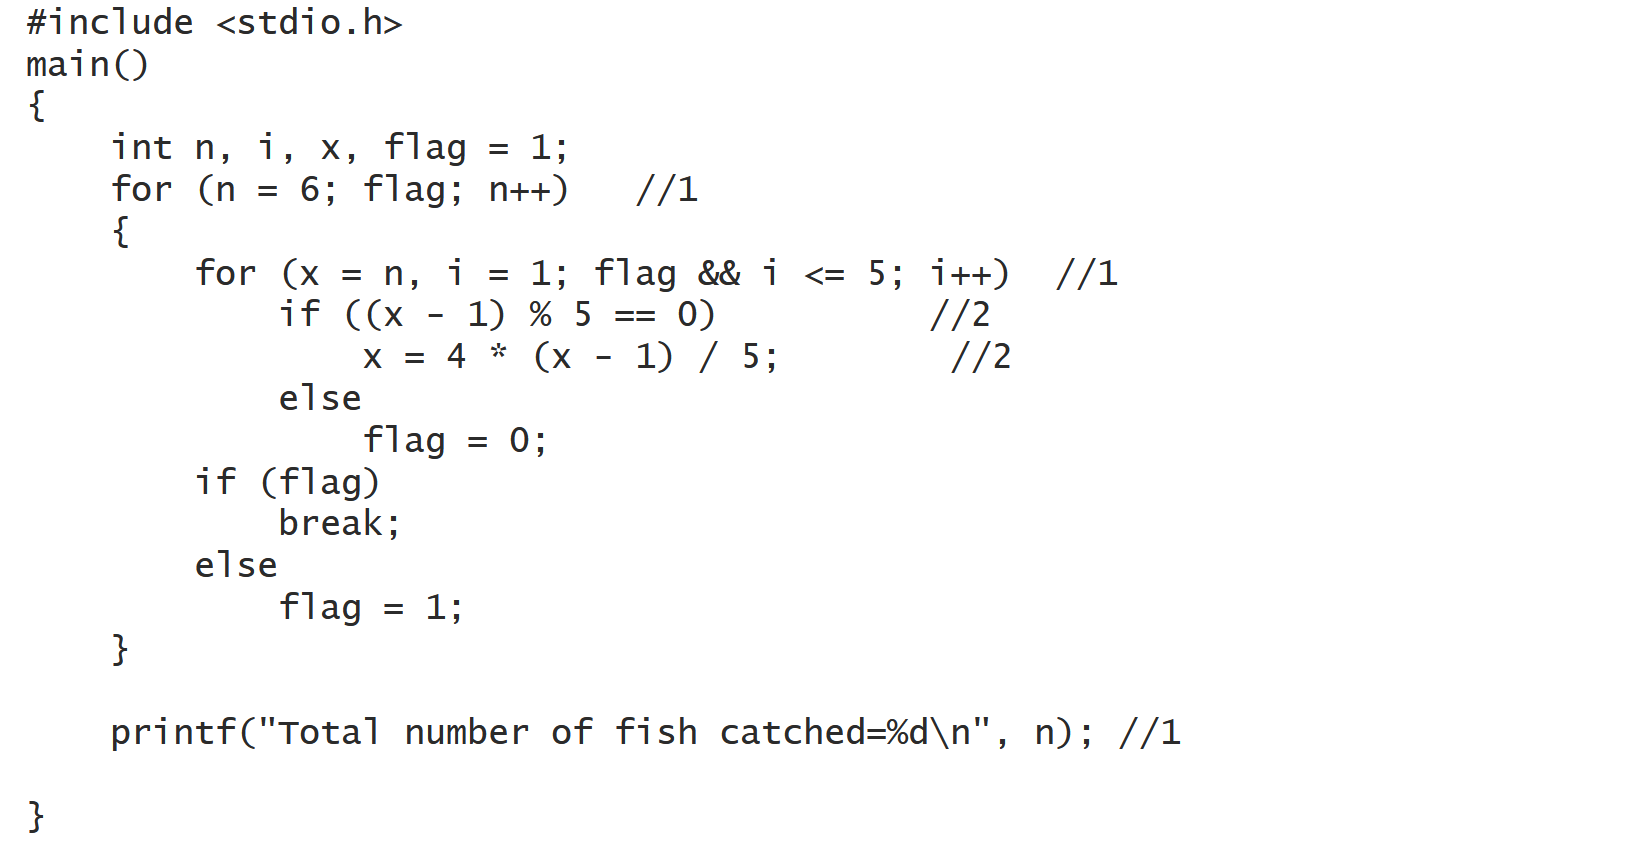 #include <stdio.h>
main()
{
    int n, i, x, flag = 1;
    for (n = 6; flag; n++)   //1
    {
        for (x = n, i = 1; flag && i <= 5; i++)  //1
            if ((x - 1) % 5 == 0)          //2
                x = 4 * (x - 1) / 5;        //2
            else
                flag = 0;
        if (flag)
            break;
        else
            flag = 1;
    }

    printf("Total number of fish catched=%d\n", n); //1

}